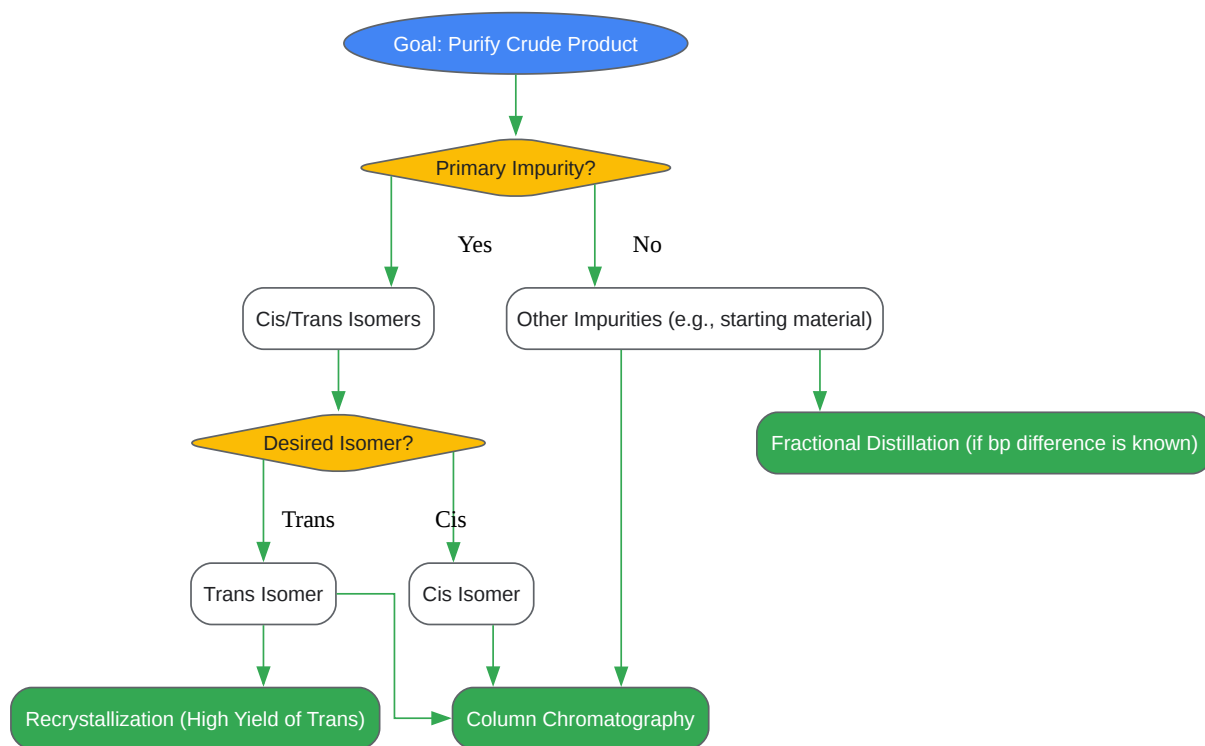 Goal: Purify Crude Product
Primary Impurity?
Yes
No
Cis/Trans Isomers
Other Impurities (e.g., starting material)
Desired Isomer?
Fractional Distillation (if bp difference is known)
Trans
Cis
Trans Isomer
Cis Isomer
Recrystallization (High Yield of Trans)
Column Chromatography